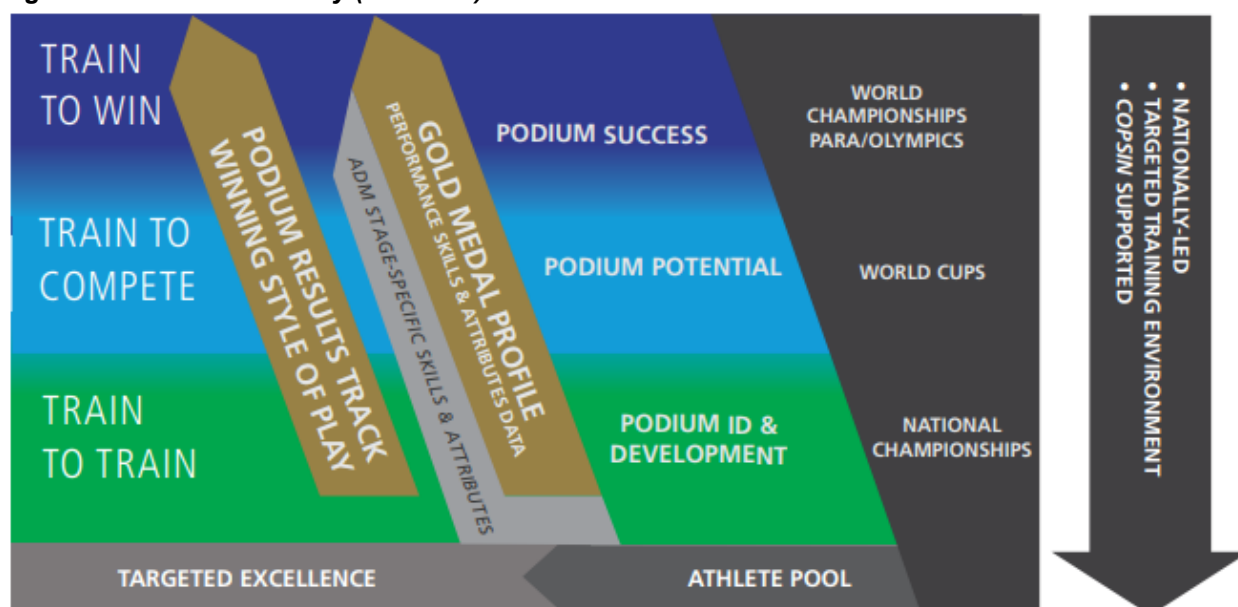 TRAIN
TO WIN
TRAIN TO
COMPETE
TRAIN
TO TRAIN
PODIUM RESULTS TRACK
WINNING STYLE OF PLAY
GOLD MEDAL PROFILE
PERFORMANCE SKILLS & ATTRIBUTES DATA
ADM STAGE-SPECIFIC SKILLS & ATTRIBUTES
PODIUM SUCCESS
PODIUM POTENTIAL
PODIUM ID &
DEVELOPMENT
WORLD
CHAMPIONSHIPS
PARA/OLYMPICS
WORLD CUPS
NATIONAL
CHAMPIONSHIPS
• NATIONALLY-LED
• TARGETED TRAINING ENVIRONMENT
• COPSIN SUPPORTED
TARGETED EXCELLENCE
ATHLETE POOL